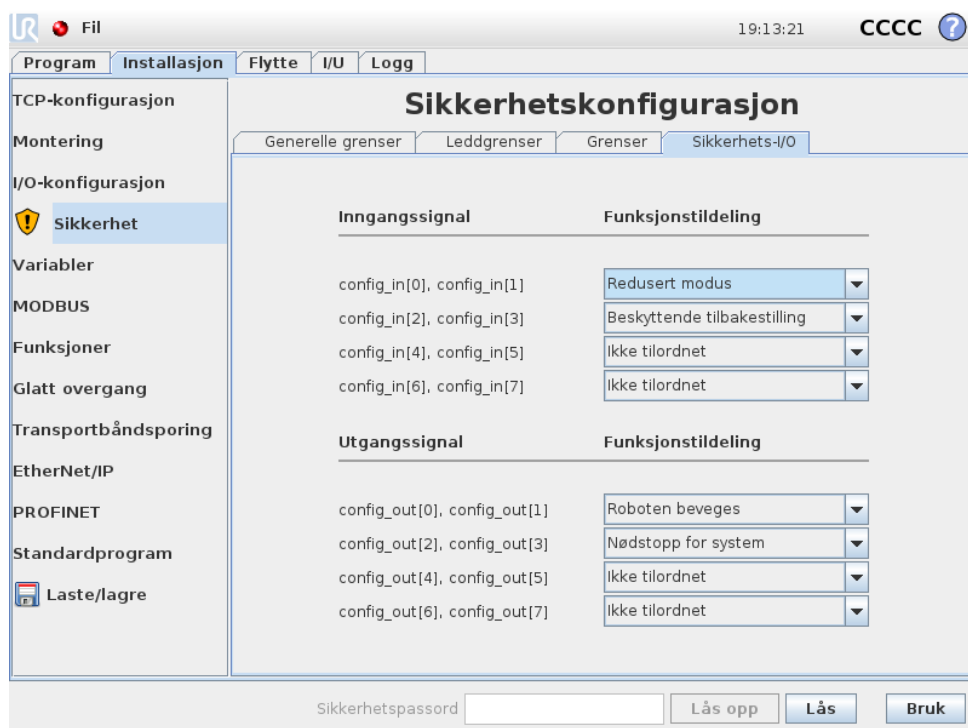 UR Fil 19:13:21 CCCC ?
Program Installasjon Flytte I/U Logg
TCP-konfigurasjon
Montering
I/O-konfigurasjon
Sikkerhet
Variabler
MODBUS
Funksjoner
Glatt overgang
Transportbåndsporing
EtherNet/IP
PROFINET
Standardprogram
Laste/lagre
Sikkerhetskonfigurasjon
Generelle grenser Leddgrenser Grenser Sikkerhets-I/O
Inngangssignal Funksjonstildeling
config_in[0], config_in[1] Redusert modus
config_in[2], config_in[3] Beskyttende tilbakestilling
config_in[4], config_in[5] Ikke tilordnet
config_in[6], config_in[7] Ikke tilordnet
Utgangssignal Funksjonstildeling
config_out[0], config_out[1] Roboten beveges
config_out[2], config_out[3] Nødstopp for system
config_out[4], config_out[5] Ikke tilordnet
config_out[6], config_out[7] Ikke tilordnet
Sikkerhetspassord Lås opp Lås Bruk